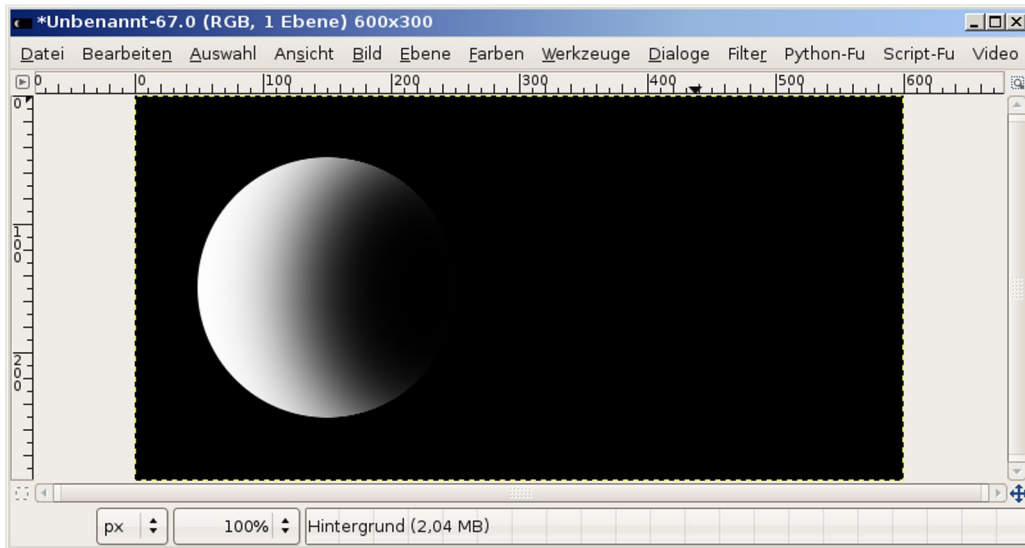 *Unbenannt-67.0 (RGB, 1 Ebene) 600x300
Datei Bearbeiten Auswahl Ansicht Bild Ebene Farben Werkzeuge Dialoge Filter Python-Fu Script-Fu Video
0 0 100 200 300 400 500 600
0
100
200
px 100% Hintergrund (2,04 MB)